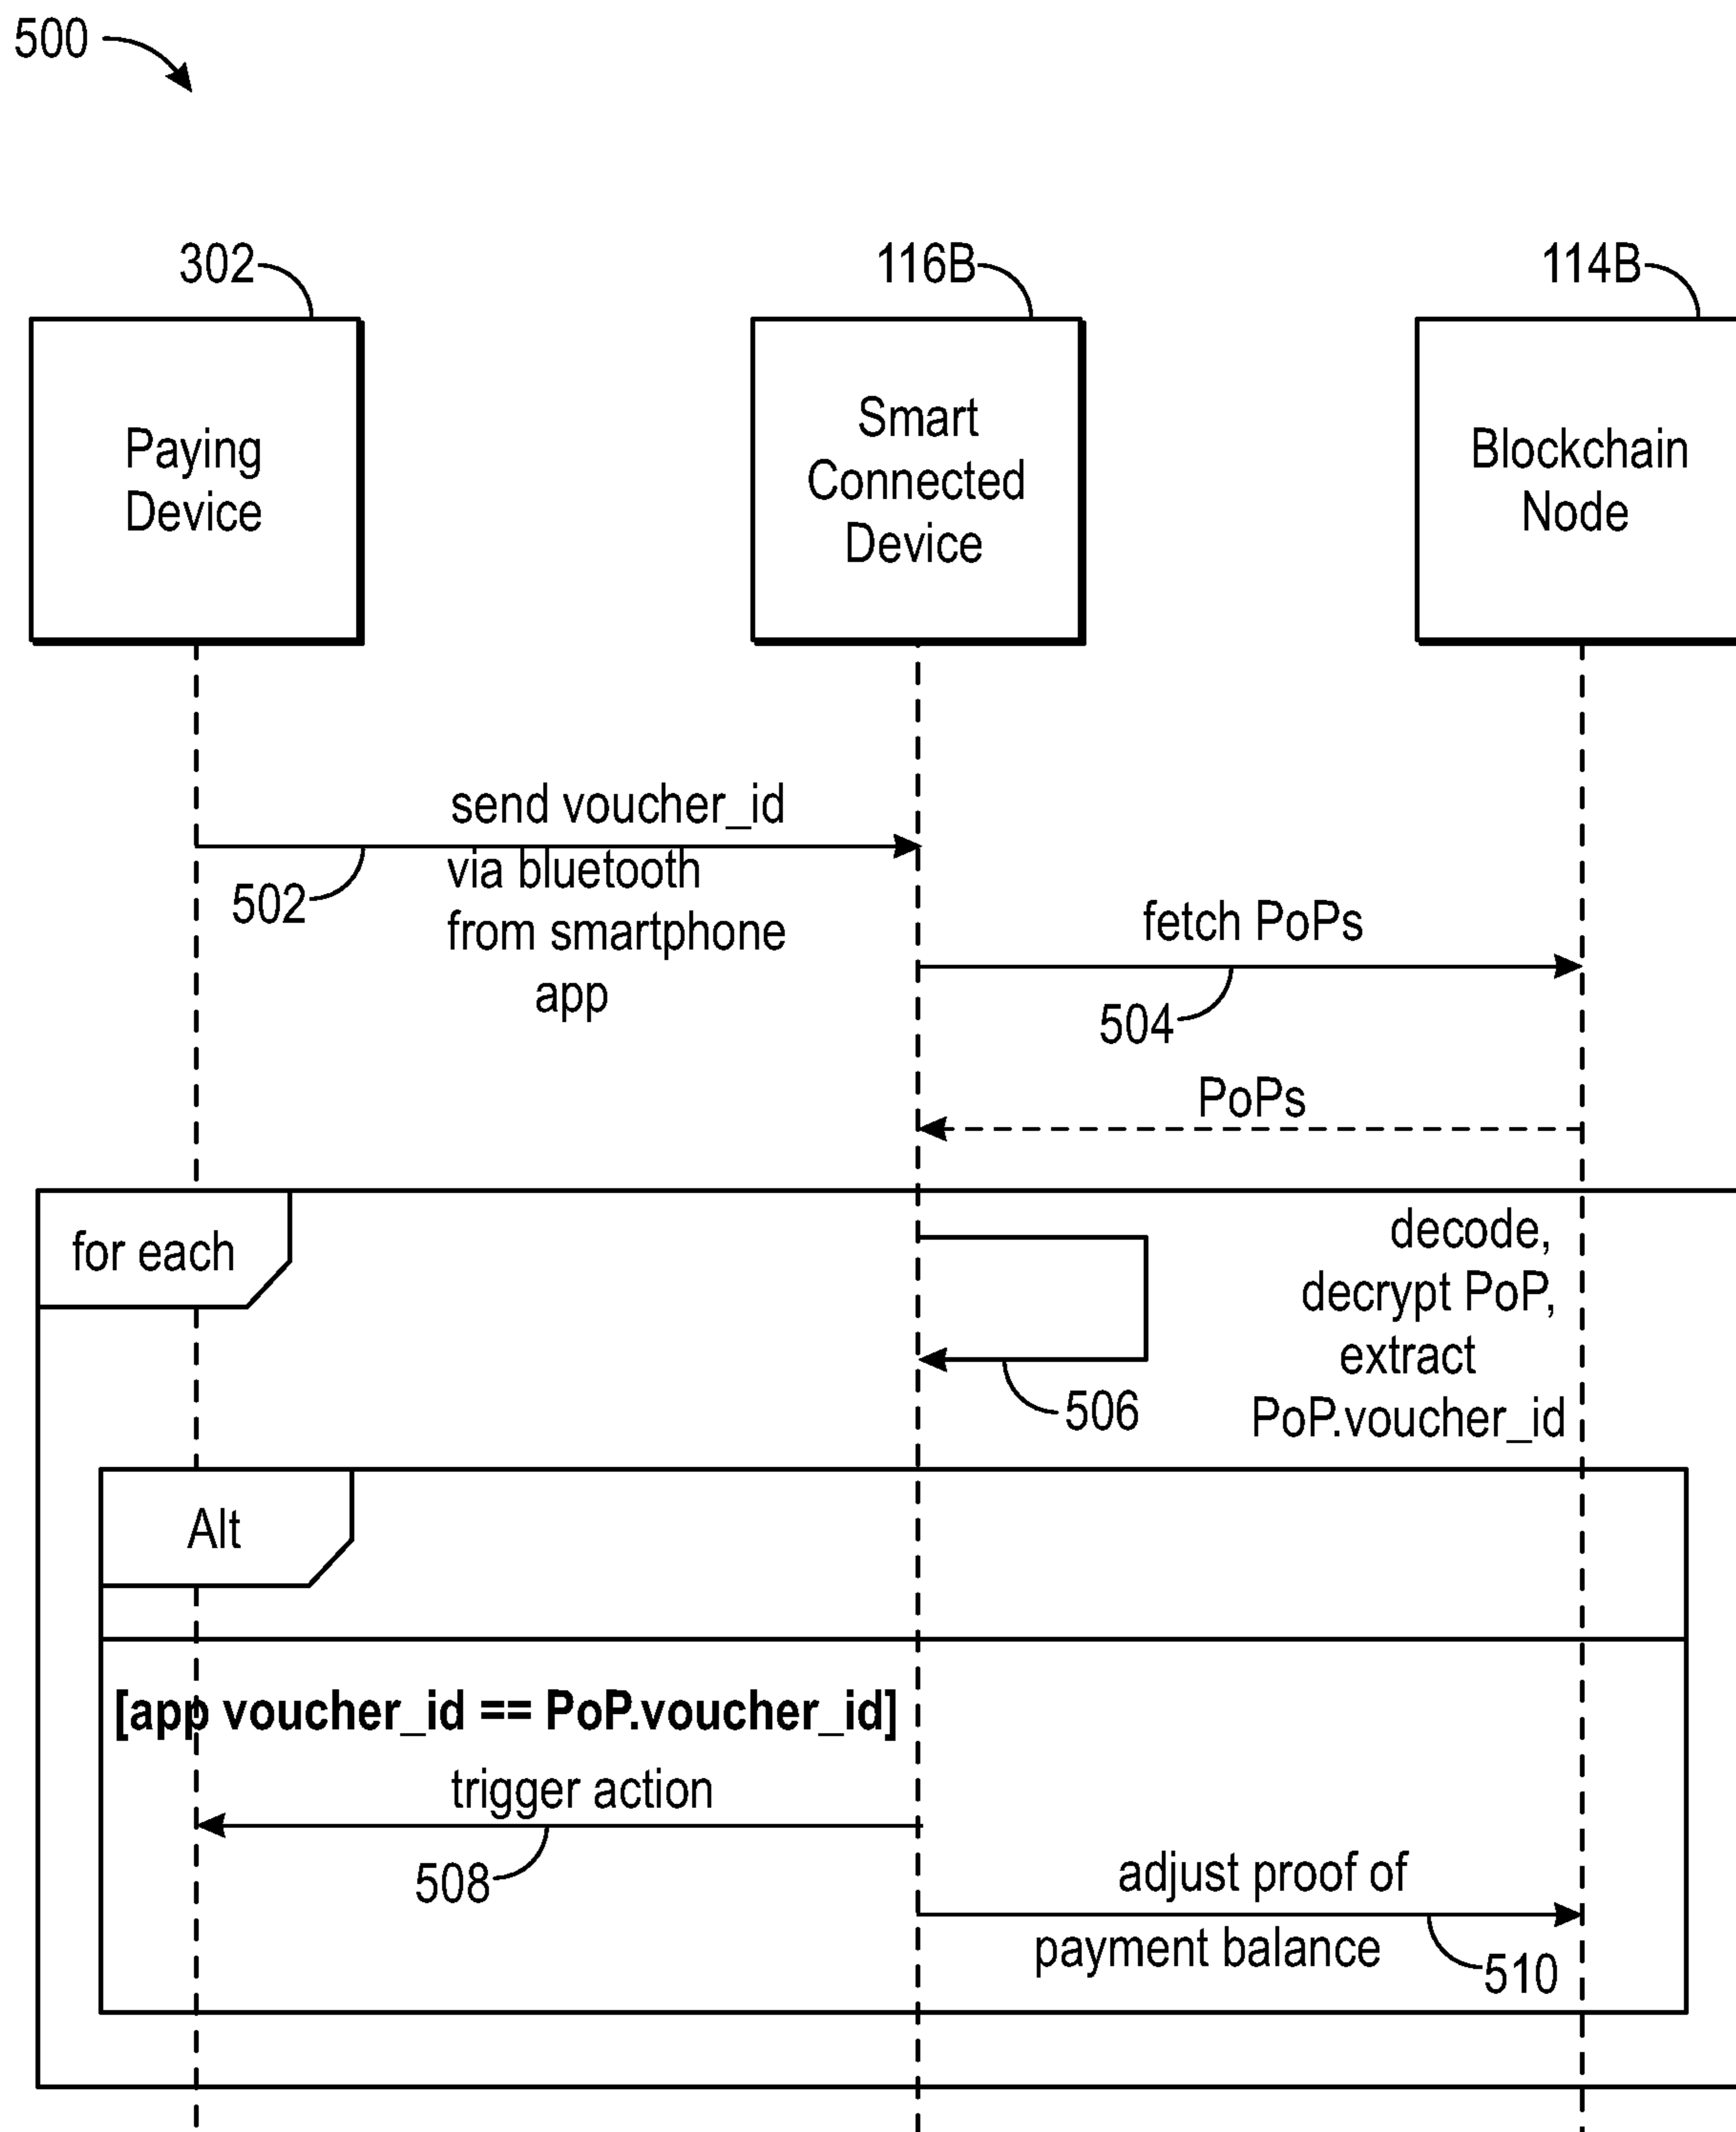 500
302
116B
114B
Paying
Device
Smart
Connected
Device
Blockchain
Node
send voucher_id
via bluetooth
from smartphone
app
502
fetch PoPs
504
PoPs
for each
decode,
decrypt PoP,
extract
PoP.voucher_id
506
Alt
[app voucher_id == PoP.voucher_id]
trigger action
508
adjust proof of
payment balance
510